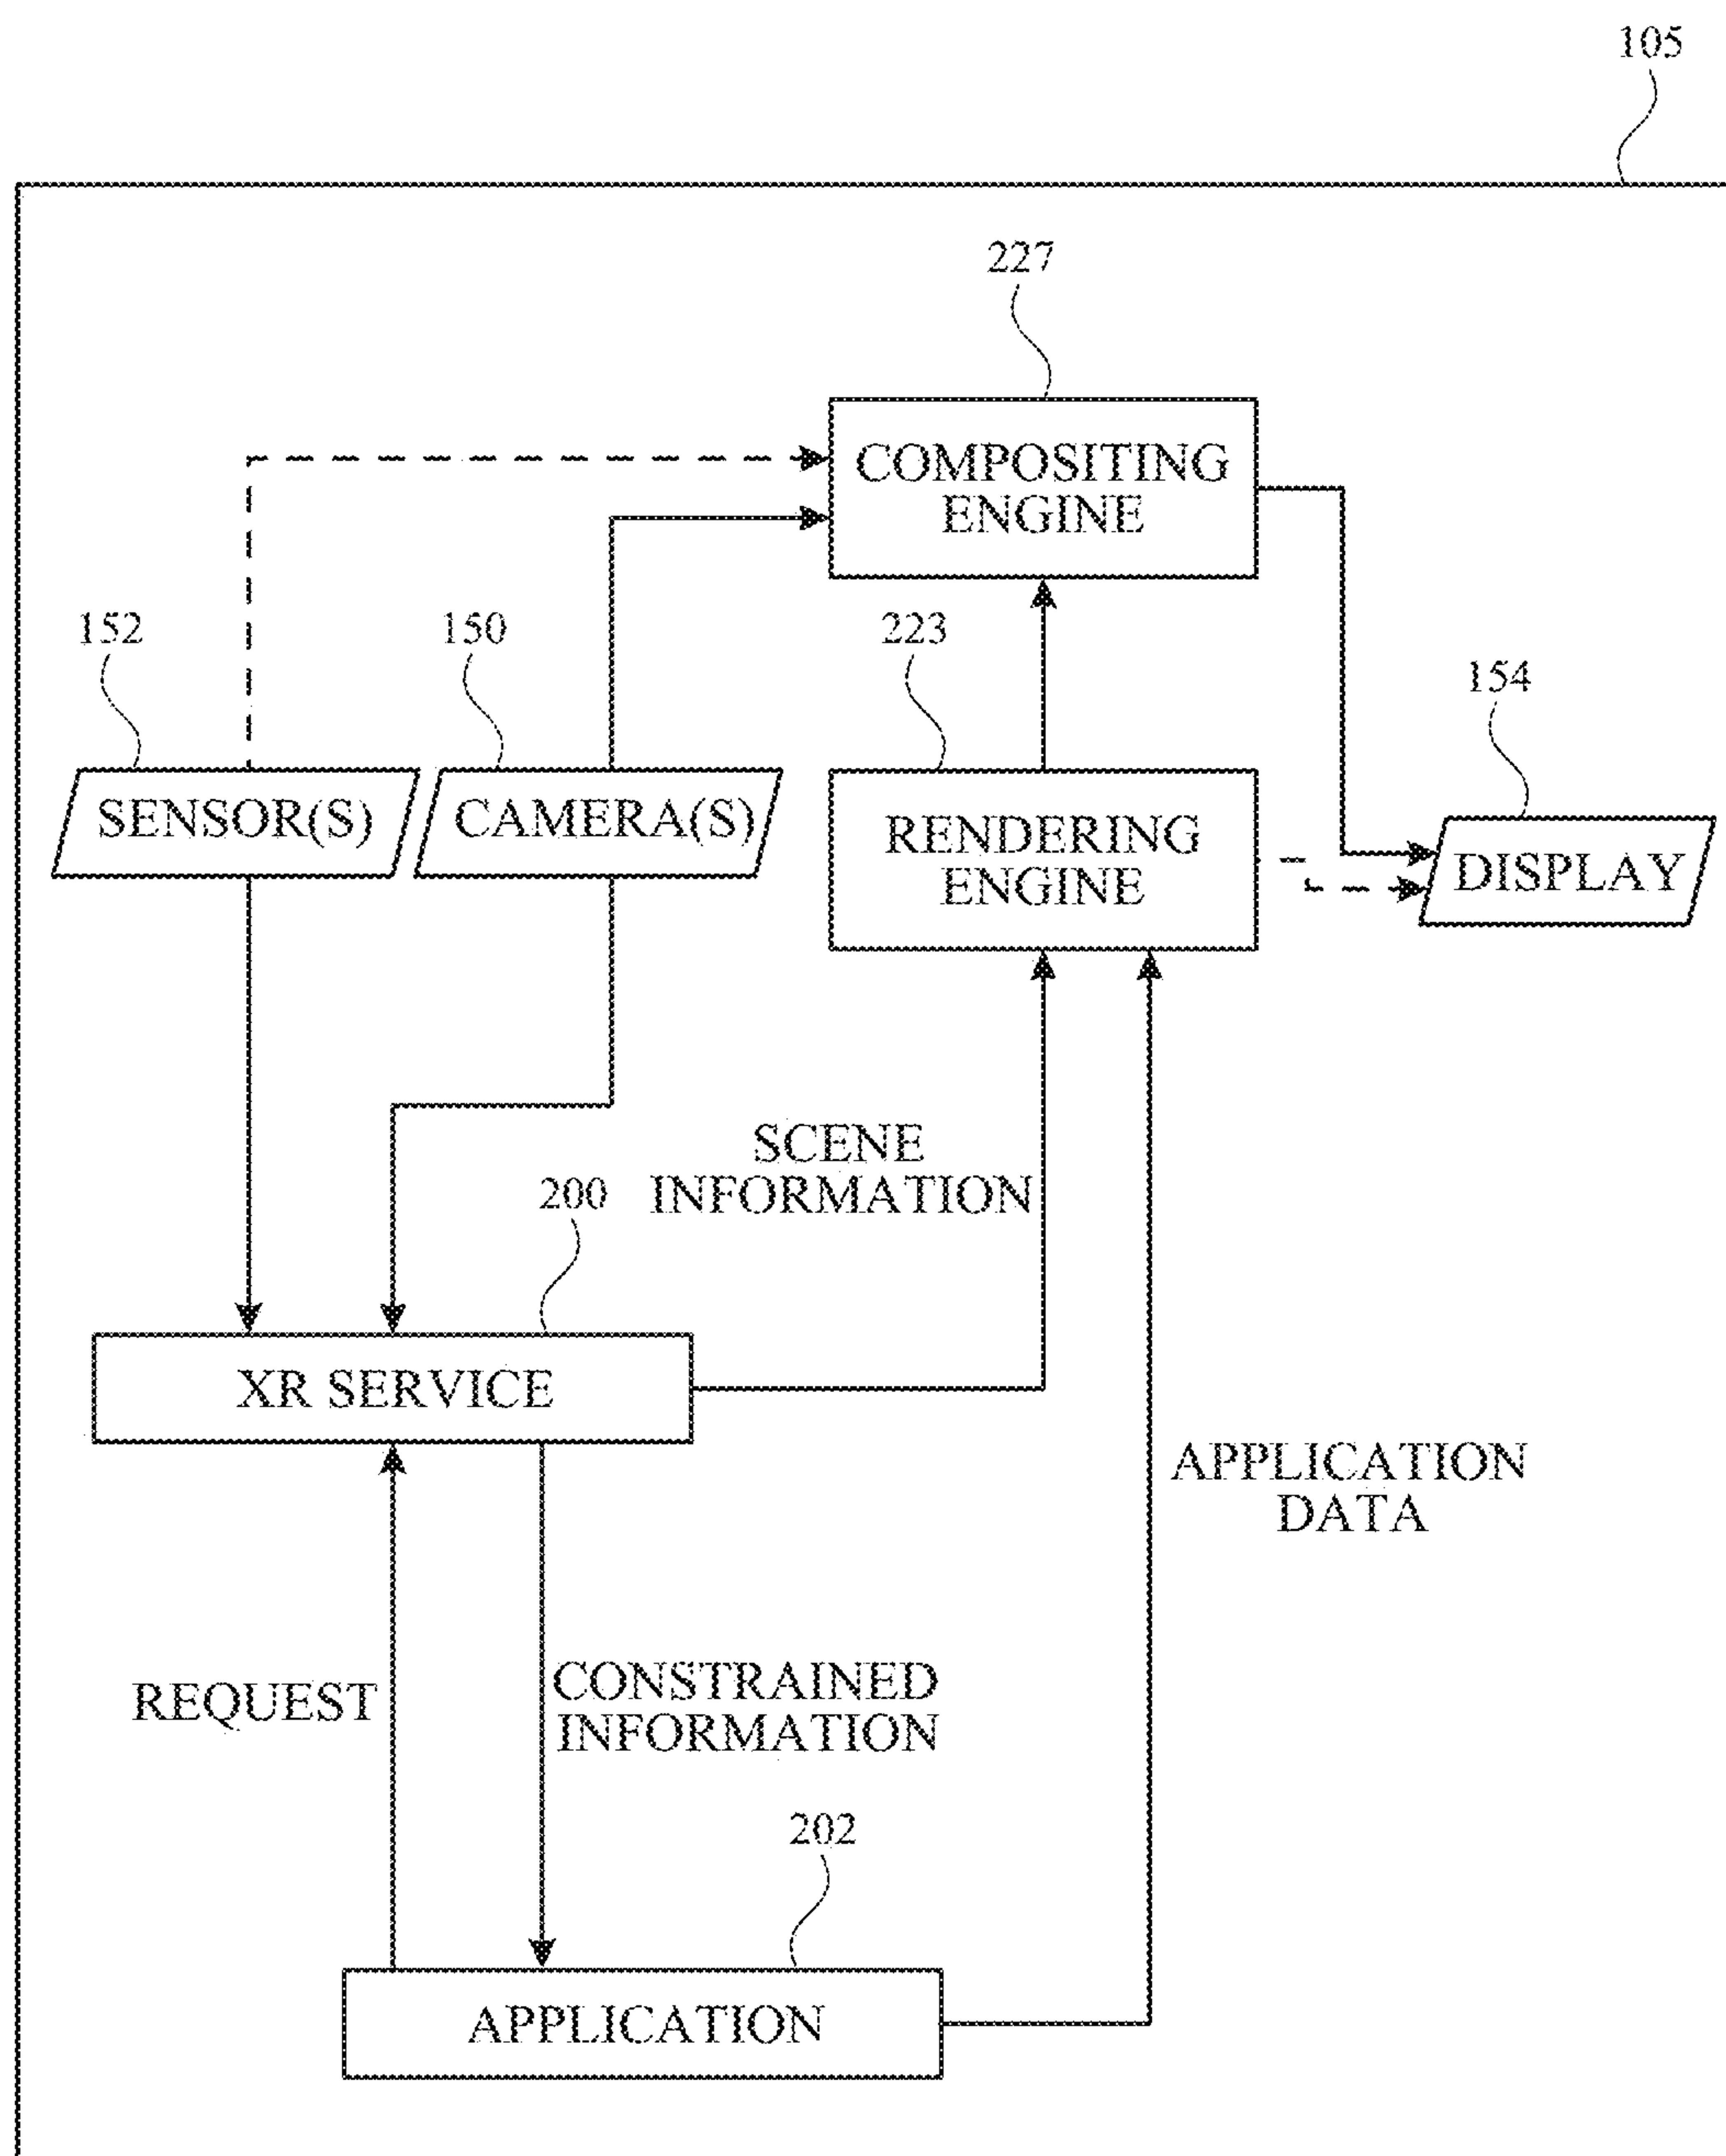 105
227
COMPOSITING
ENGINE
152
150
223
154
SENSOR(S)
CAMERA(S)
RENDERING
ENGINE
DISPLAY
SCENE
INFORMATION
200
XR SERVICE
APPLICATION
DATA
REQUEST
CONSTRAINED
INFORMATION
202
APPLICATION